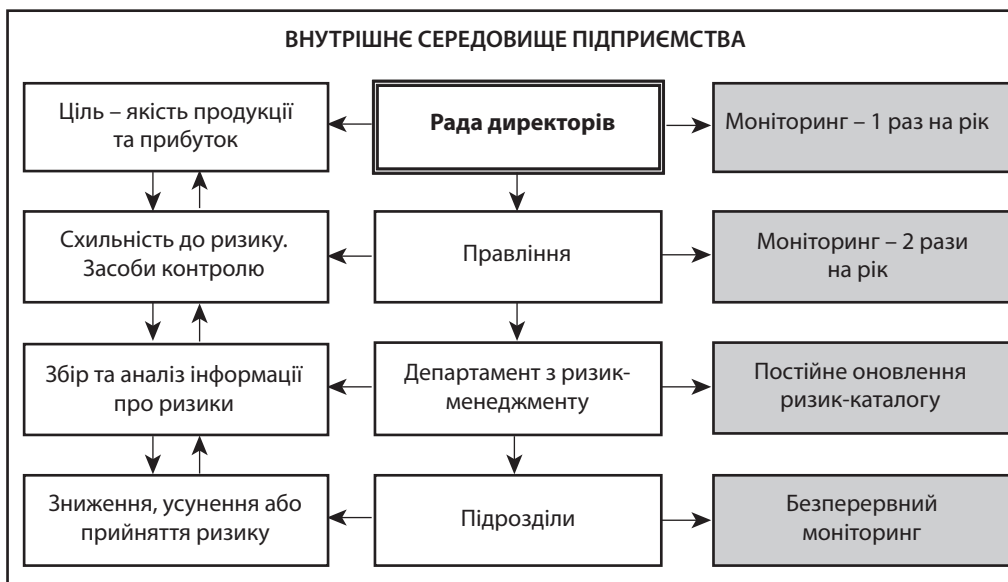 ВНУТРІШНЄ СЕРЕДОВИЩЕ ПІДПРИЄМСТВА
Ціль – якість продукції
та прибуток
Рада директорів
Моніторинг – 1 раз на рік
Схильність до ризику.
Засоби контролю
Правління
Моніторинг – 2 рази
на рік
Збір та аналіз інформації
про ризики
Департамент з ризик-
менеджменту
Постійне оновлення
ризик-каталогу
Зниження, усунення або
прийняття ризику
Підрозділи
Безперервний
моніторинг